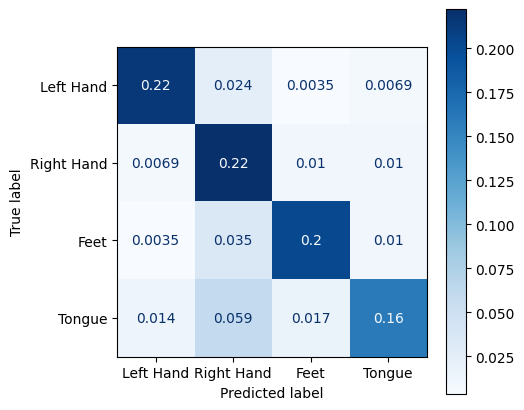 Left Hand 0.22 0.024 0.0035 0.0069
Right Hand 0.0069 0.22 0.01 0.01
Feet 0.0035 0.035 0.2 0.01
Tongue 0.014 0.059 0.017 0.16
Left Hand Right Hand Feet Tongue
Predicted label
True label
0.200
0.175
0.150
0.125
0.100
0.075
0.050
0.025